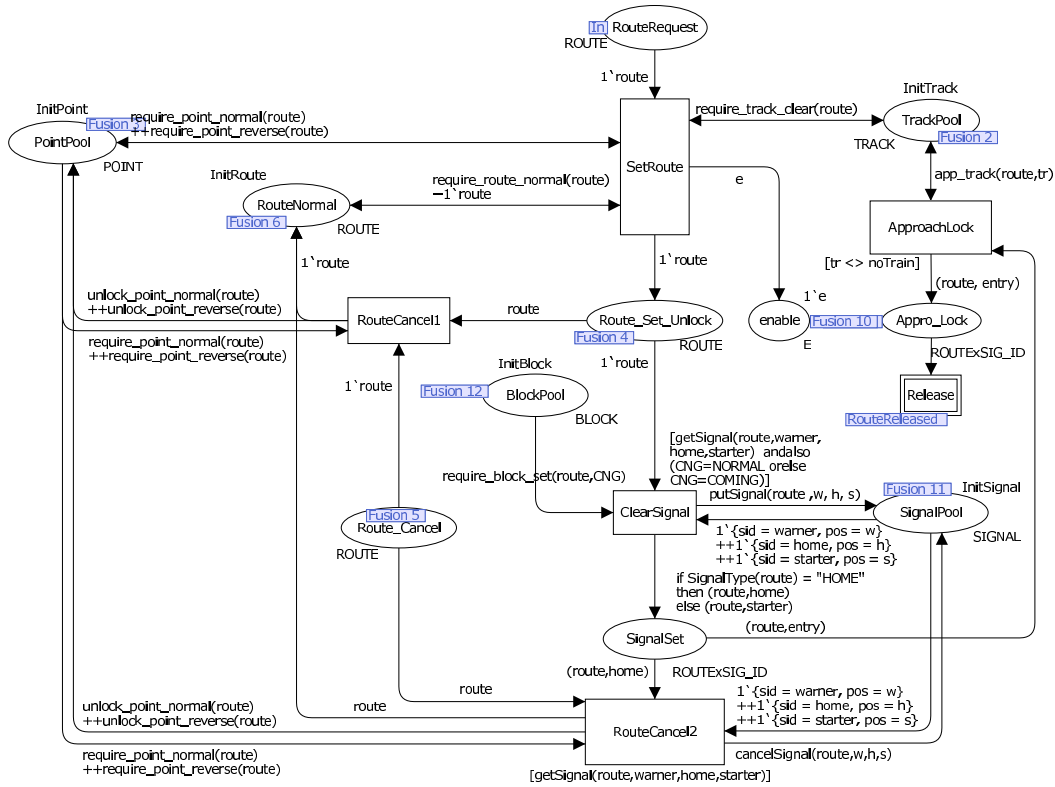 In
RouteRequest
ROUTE
1`route
InitPoint
Fusion 3
PointPool
POINT
require_point_normal(route)
++require_point_reverse(route)
SetRoute
require_track_clear(route)
InitTrack
TrackPool
Fusion 2
TRACK
InitRoute
RouteNormal
Fusion 6
ROUTE
require_route_normal(route)
−1`route
e
app_track(route,tr)
ApproachLock
[tr <> noTrain]
1`route
1`route
(route, entry)
unlock_point_normal(route)
++unlock_point_reverse(route)
RouteCancel1
route
Route_Set_Unlock
Fusion 4
ROUTE
1`e
enable
E
Fusion 10
Appro_Lock
ROUTExSIG_ID
require_point_normal(route)
++require_point_reverse(route)
1`route
1`route
InitBlock
Fusion 12
BlockPool
BLOCK
Release
RouteReleased
[getSignal(route,warner,
home,starter) andalso
(CNG=NORMAL orelse
CNG=COMING)]
require_block_set(route,CNG)
ClearSignal
putSignal(route ,w, h, s)
InitSignal
Fusion 11
SignalPool
SIGNAL
Fusion 5
Route_Cancel
ROUTE
1`{sid = warner, pos = w}
++1`{sid = home, pos = h}
++1`{sid = starter, pos = s}
if SignalType(route) = "HOME"
then (route,home)
else (route,starter)
SignalSet
(route,entry)
(route,home)
ROUTExSIG_ID
route
route
unlock_point_normal(route)
++unlock_point_reverse(route)
RouteCancel2
1`{sid = warner, pos = w}
++1`{sid = home, pos = h}
++1`{sid = starter, pos = s}
cancelSignal(route,w,h,s)
require_point_normal(route)
++require_point_reverse(route)
[getSignal(route,warner,home,starter)]